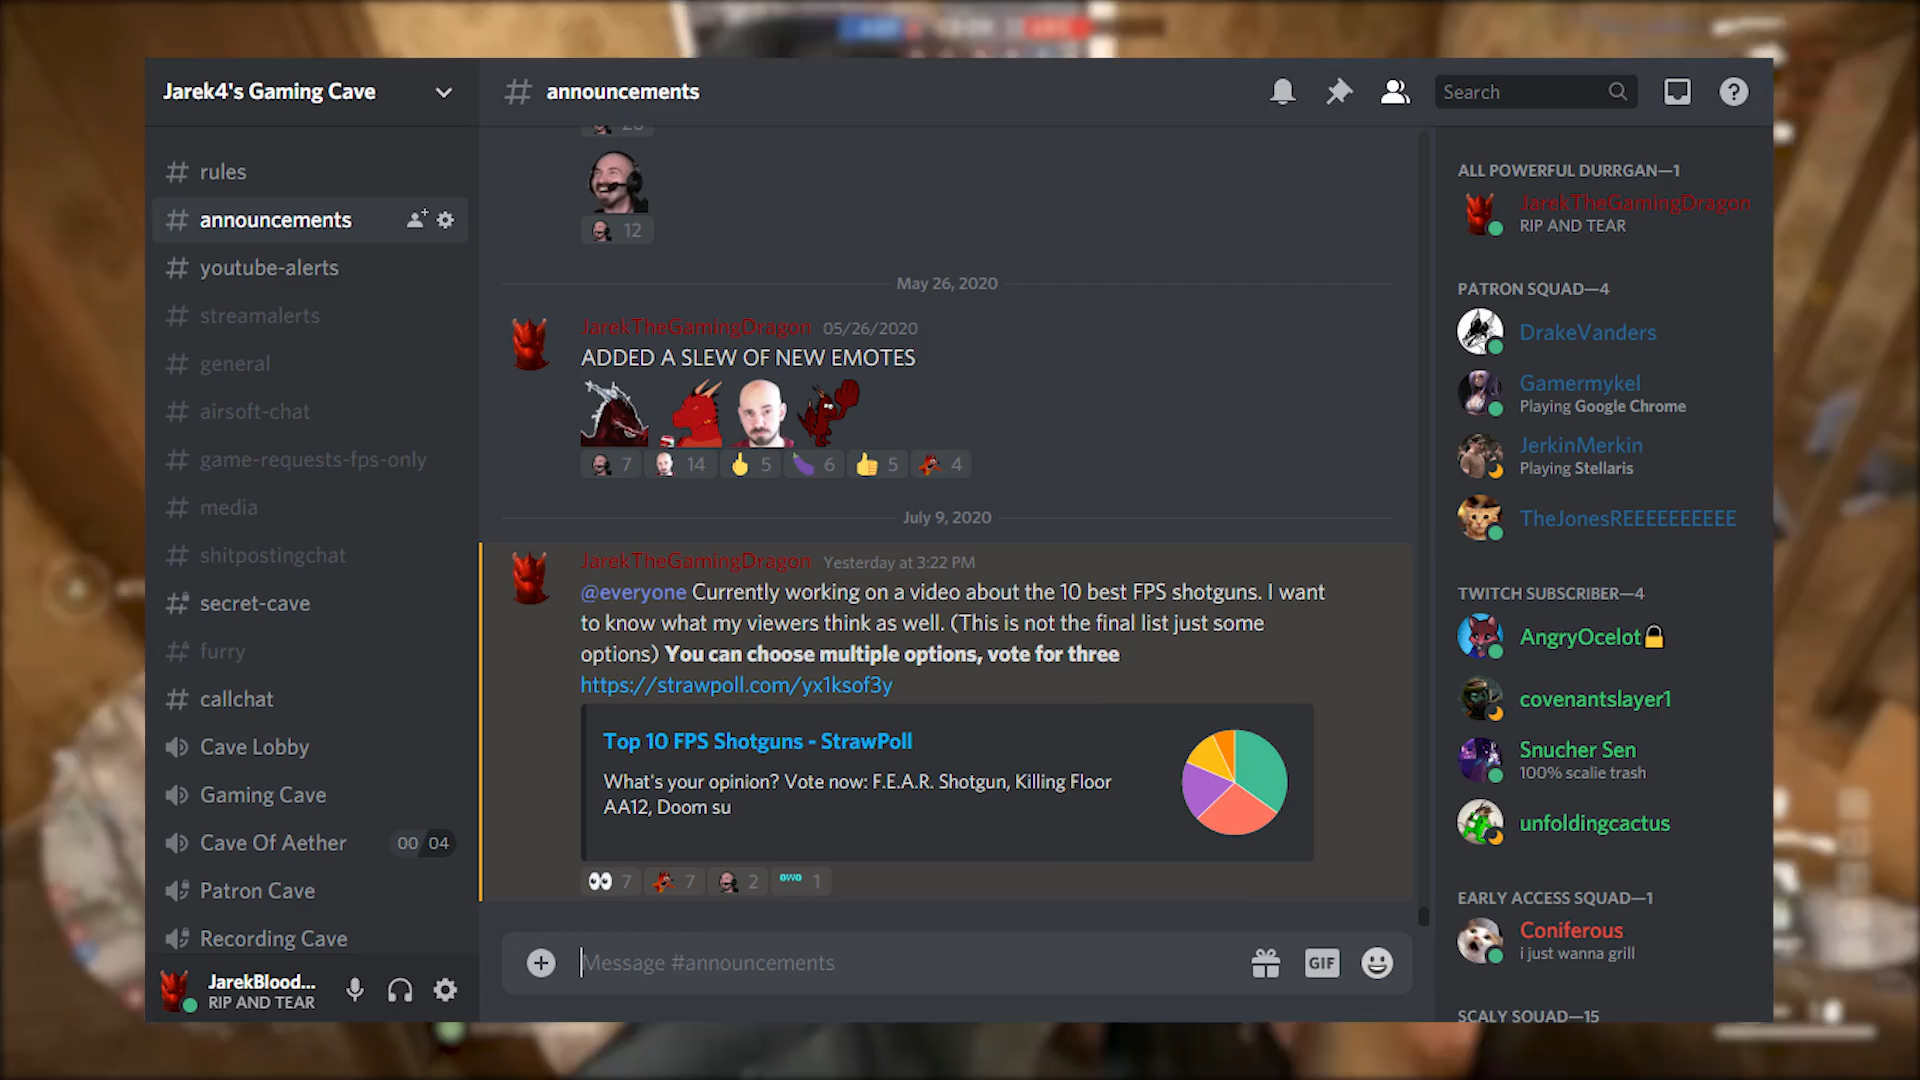 Jarek4's Gaming Cave
rules
announcements
youtube-alerts
streamalerts
general
airsoft-chat
game-requests-fps-only
media
shitpostingchat
secret-cave
furry
callchat
Cave Lobby
Gaming Cave
Cave Of Aether 00 04
Patron Cave
Recording Cave
JarekBlood...
RIP AND TEAR
announcements
Search
12
May 26, 2020
JarekTheGamingDragon 05/26/2020
ADDED A SLEW OF NEW EMOTES
7 14 5 6 5 4
July 9, 2020
JarekTheGamingDragon Yesterday at 3:22 PM
@everyone Currently working on a video about the 10 best FPS shotguns. I want
to know what my viewers think as well. (This is not the final list just some
options) You can choose multiple options, vote for three
https://strawpoll.com/yx1ksof3y
Top 10 FPS Shotguns - StrawPoll
What's your opinion? Vote now: F.E.A.R. Shotgun, Killing Floor
AA12, Doom su
7 7 2 OWO 1
Message #announcements
GIF
ALL POWERFUL DURRGAN—1
JarekTheGamingDragon
RIP AND TEAR
PATRON SQUAD—4
DrakeVanders
Gamermykel
Playing Google Chrome
JerkinMerkin
Playing Stellaris
TheJonesREEEEEEEEEEE
TWITCH SUBSCRIBER—4
AngryOcelot
covenantslayer1
Snucher Sen
100% scalie trash
unfoldingcactus
EARLY ACCESS SQUAD—1
Coniferous
i just wanna grill
SCALY SQUAD—15